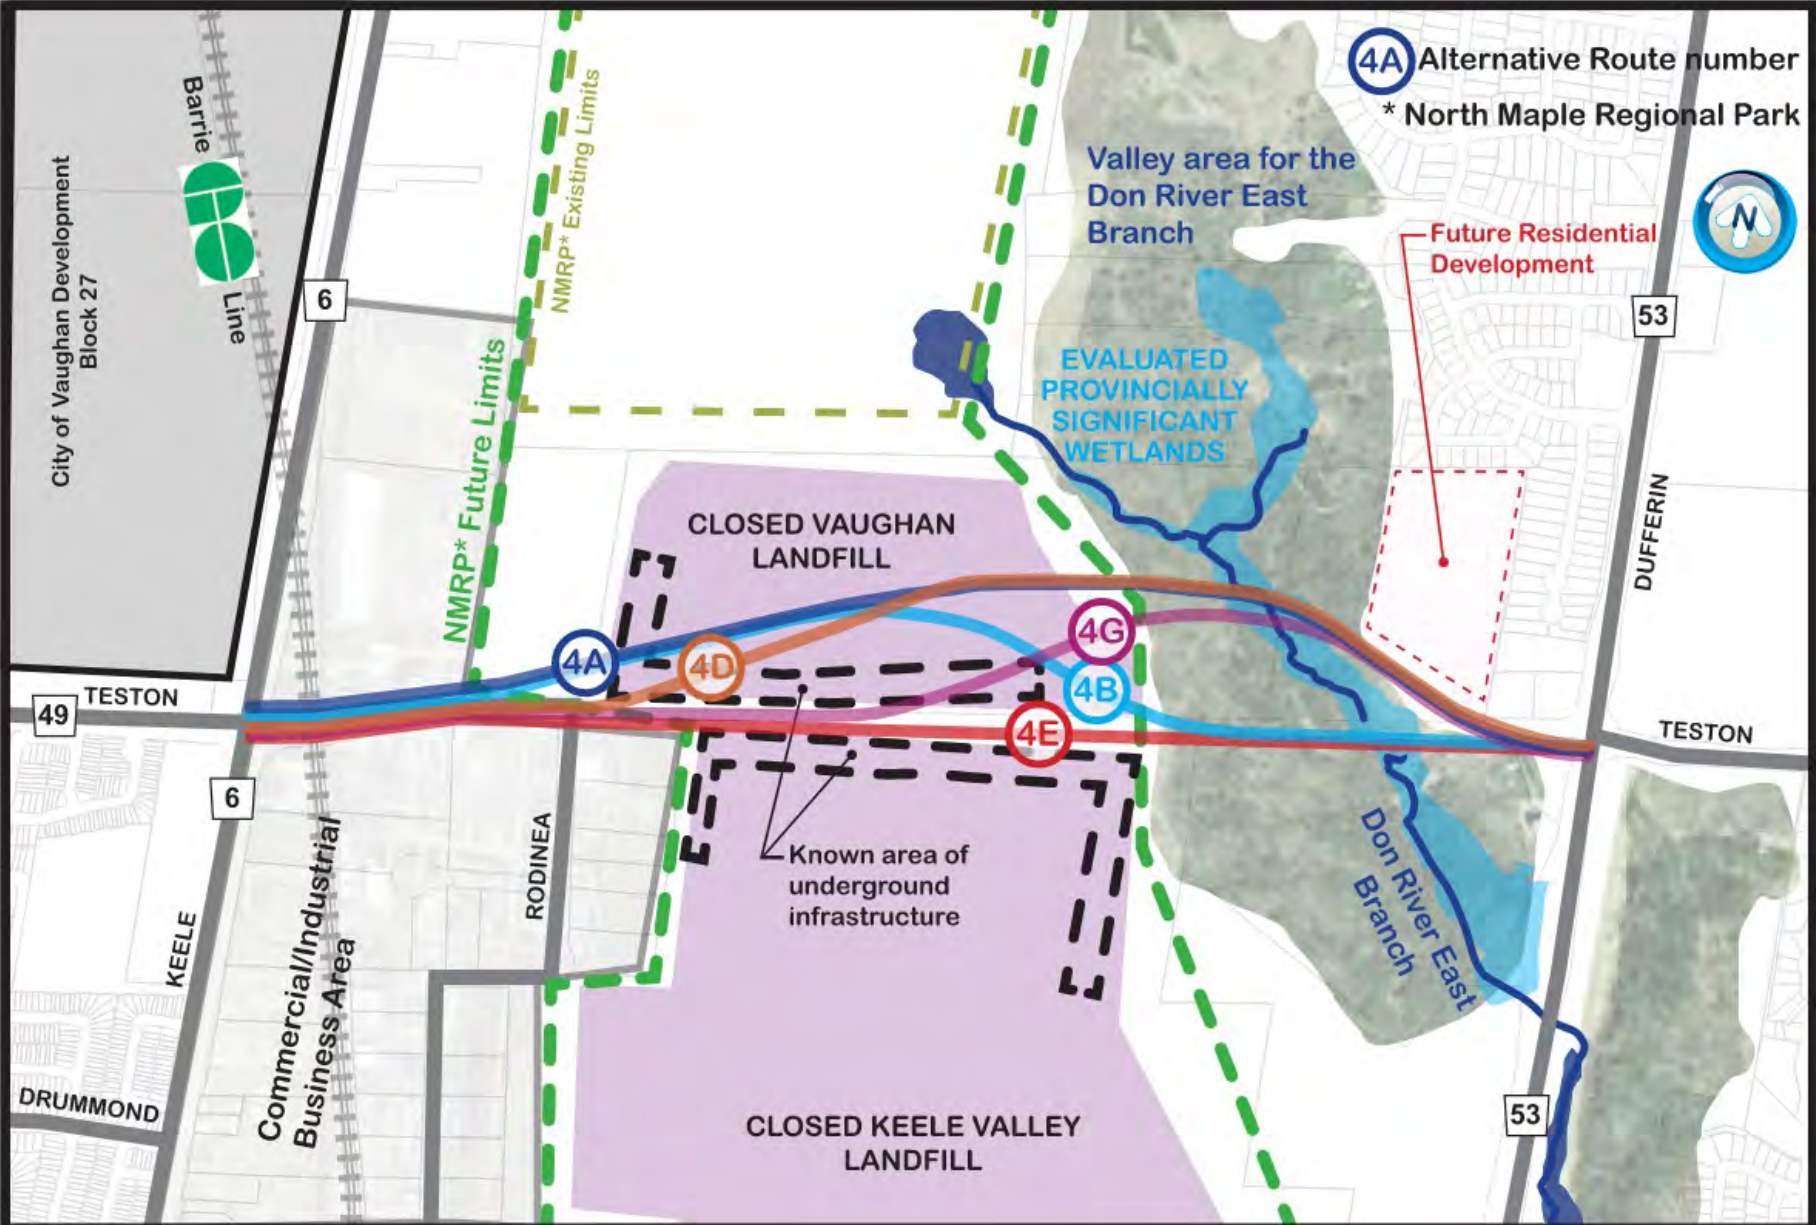 4A Alternative Route number
* North Maple Regional Park
N
Barrie
GO
Line
City of Vaughan Development
Block 27
6
NMRP* Existing Limits
NMRP* Future Limits
Valley area for the
Don River East
Branch
Future Residential
Development
53
EVALUATED
PROVINCIALLY
SIGNIFICANT
WETLANDS
DUFFERIN
CLOSED VAUGHAN
LANDFILL
4A
4D
4G
4B
4E
49
TESTON
TESTON
6
KEELE
RODINEA
Commercial/Industrial
Business Area
Known area of
underground
infrastructure
Don River East
Branch
DRUMMOND
CLOSED KEELE VALLEY
LANDFILL
53